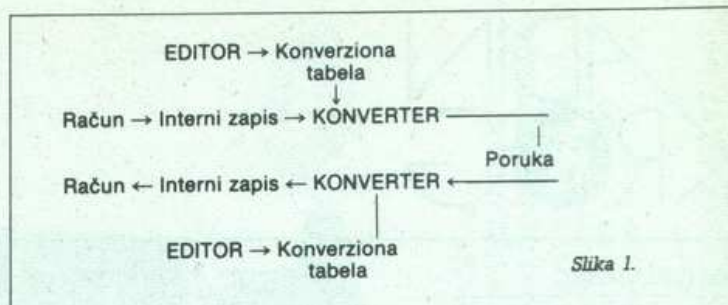 EDITOR → Konverziona
tabela
↓
Račun → Interni zapis → KONVERTER
Poruka
Račun ← Interni zapis ← KONVERTER ←
EDITOR → Konverziona
tabela
Slika 1.